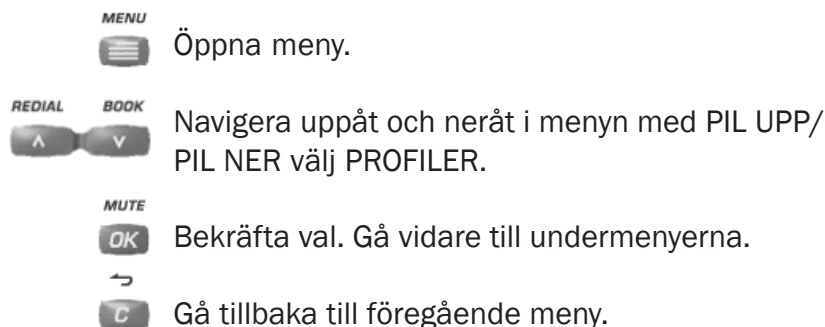 MENU
Öppna meny.
REDIAL BOOK
Navigera uppåt och neråt i menyn med PIL UPP/
PIL NER välj PROFILER.
MUTE
OK Bekräfta val. Gå vidare till undermenyerna.
C Gå tillbaka till föregående meny.